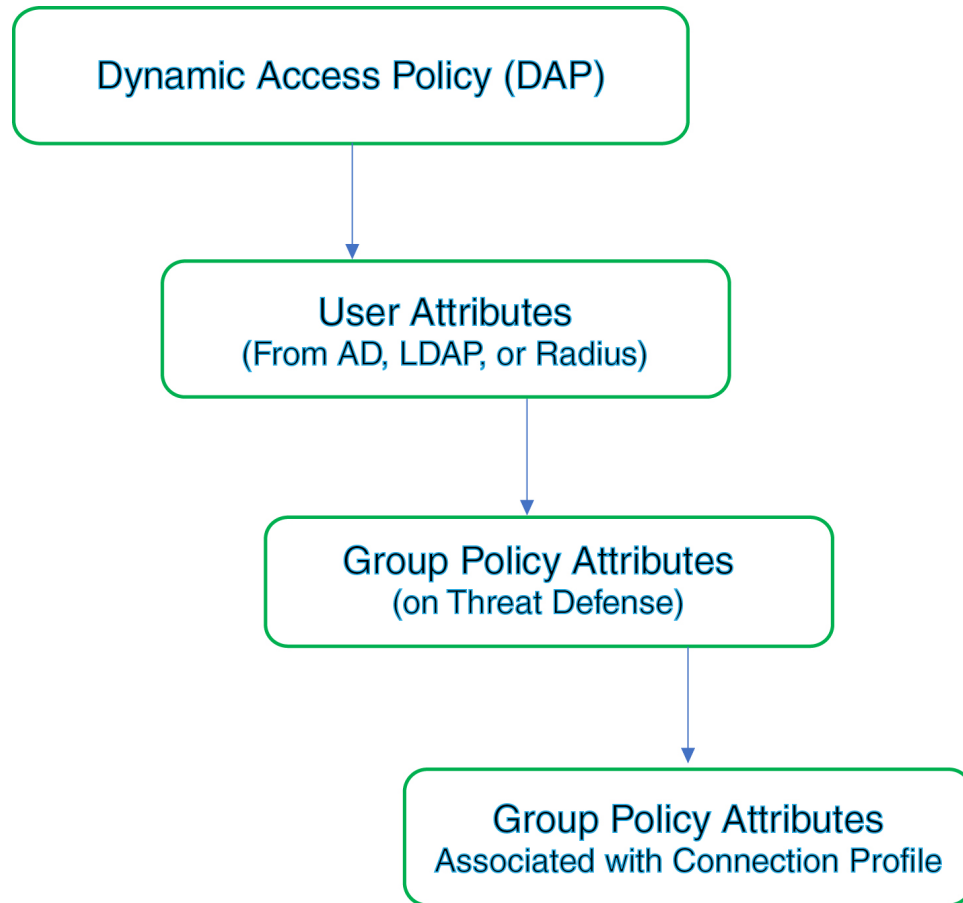 Dynamic Access Policy (DAP)
User Attributes
(From AD, LDAP, or Radius)
Group Policy Attributes
(on Threat Defense)
Group Policy Attributes
Associated with Connection Profile